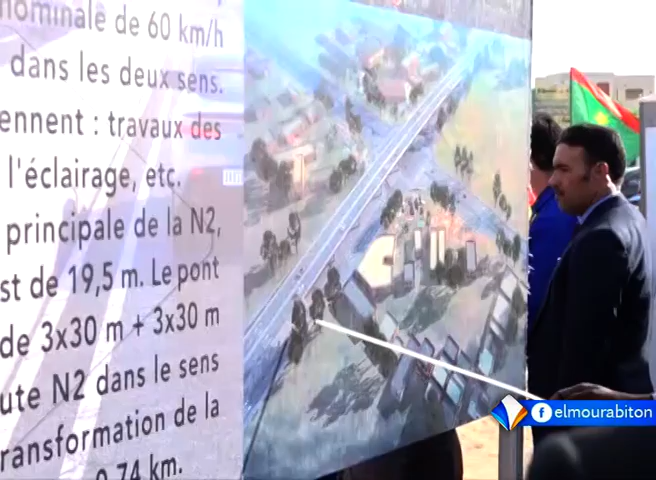 nominale de 60 km/h
dans les deux sens.
ennent : travaux des
l'éclairage, etc.
principale de la N2,
st de 19,5 m. Le pont
de 3x30 m + 3x30 m
ute N2 dans le sens
ransformation de la
0,74 km.
elmourabiton